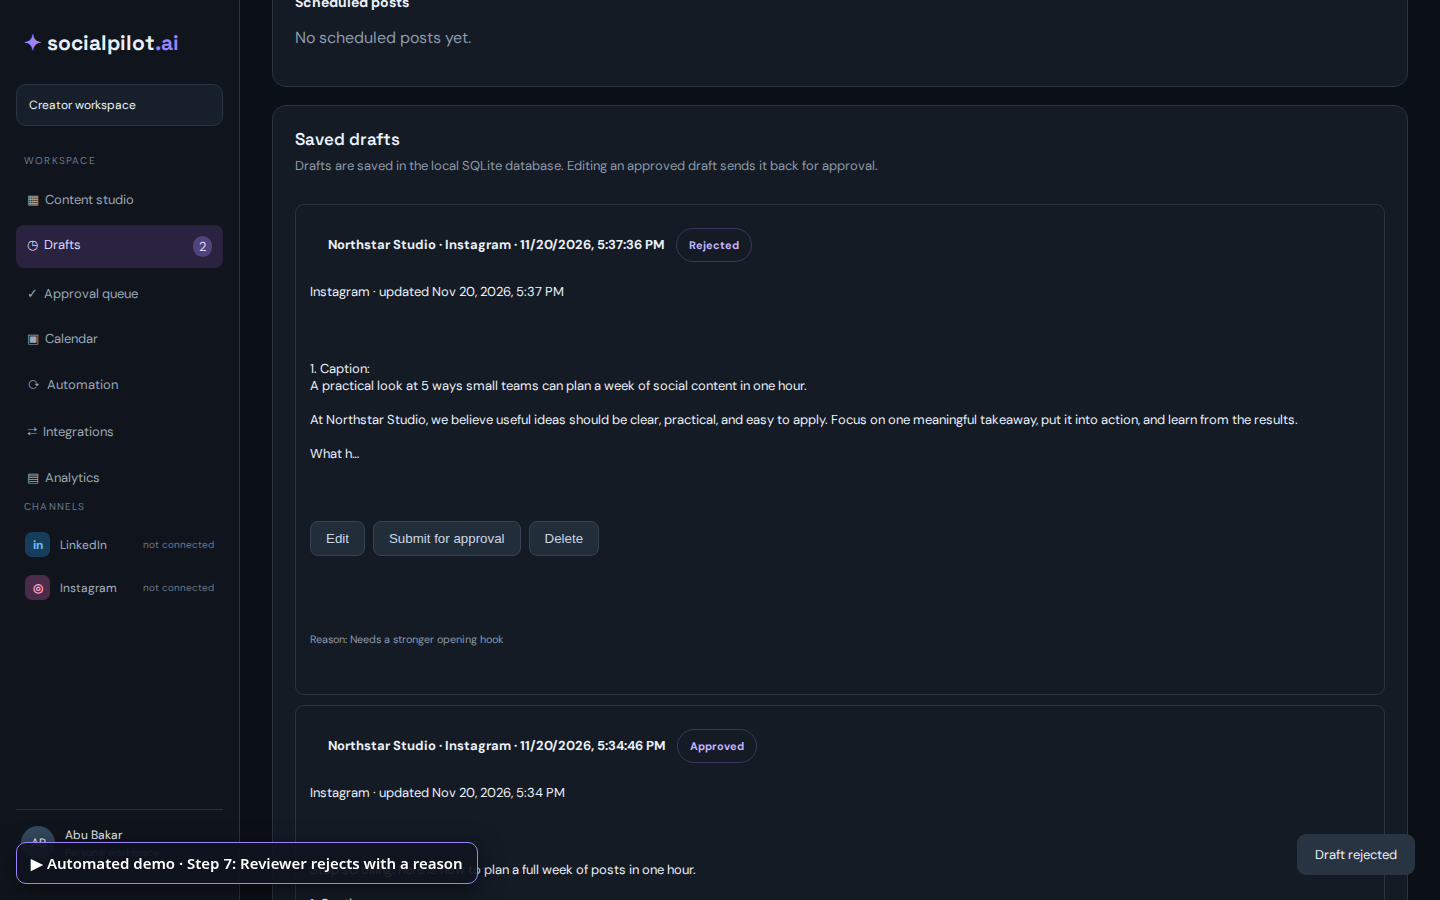 socialpilot.ai
Creator workspace
WORKSPACE
Content studio
Drafts 2
Approval queue
Calendar
Automation
Integrations
Analytics
CHANNELS
in LinkedIn not connected
Instagram not connected
Abu Bakar
▶ Automated demo · Step 7: Reviewer rejects with a reason
Scheduled posts
No scheduled posts yet.
Saved drafts
Drafts are saved in the local SQLite database. Editing an approved draft sends it back for approval.
Northstar Studio · Instagram · 11/20/2026, 5:37:36 PM Rejected
Instagram · updated Nov 20, 2026, 5:37 PM
1. Caption:
A practical look at 5 ways small teams can plan a week of social content in one hour.
At Northstar Studio, we believe useful ideas should be clear, practical, and easy to apply. Focus on one meaningful takeaway, put it into action, and learn from the results.
What h…
Edit Submit for approval Delete
Reason: Needs a stronger opening hook
Northstar Studio · Instagram · 11/20/2026, 5:34:46 PM Approved
Instagram · updated Nov 20, 2026, 5:34 PM
plan a full week of posts in one hour.
Draft rejected